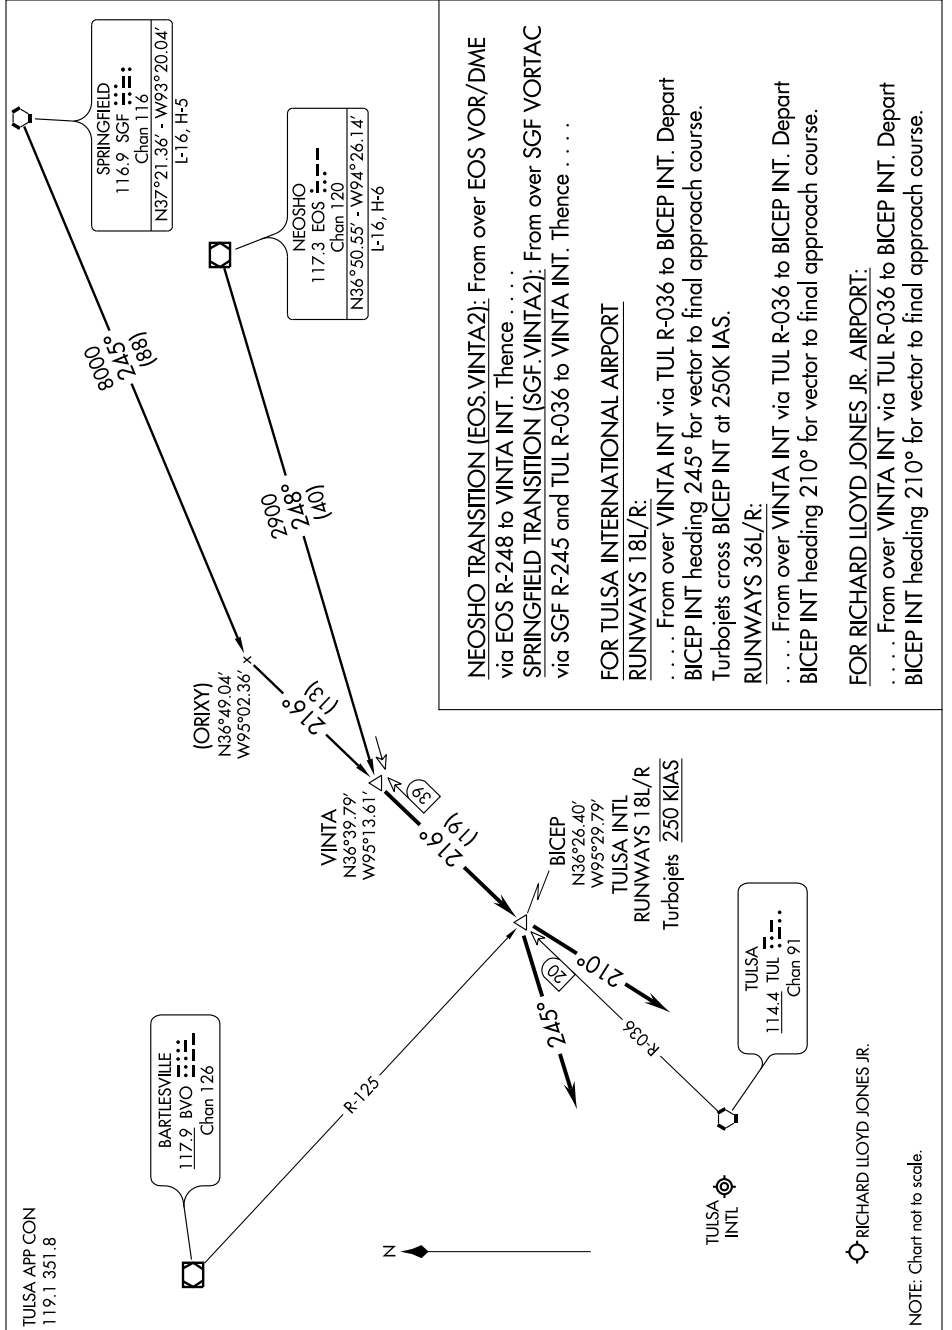 TULSA APP CON
119.1 351.8
BARTLESVILLE
117.9 BVO
Chan 126
SPRINGFIELD
116.9 SGF
Chan 116
N37°21.36' - W93°20.04'
L-16, H-5
NEOSHO
117.3 EOS
Chan 120
N36°50.55' - W94°26.14'
L-16, H-6
8000
245°
(88)
2900
248°
(40)
(ORIXY)
N36°49.04'
W95°02.36'
x
216°
(13)
VINTA
N36°39.79'
W95°13.61'
39
216°
(19)
BICEP
N36°26.40'
W95°29.79'
TULSA INTL
RUNWAYS 18L/R
Turbojets 250 KIAS
R-125
245°
20
210°
R-036
N
TULSA
114.4 TUL
Chan 91
TULSA
INTL
RICHARD LLOYD JONES JR.
NOTE: Chart not to scale.
NEOSHO TRANSITION (EOS.VINTA2): From over EOS VOR/DME
via EOS R-248 to VINTA INT. Thence . . . .
SPRINGFIELD TRANSITION (SGF.VINTA2): From over SGF VORTAC
via SGF R-245 and TUL R-036 to VINTA INT. Thence . . . .
FOR TULSA INTERNATIONAL AIRPORT
RUNWAYS 18L/R:
. . . . From over VINTA INT via TUL R-036 to BICEP INT. Depart
BICEP INT heading 245° for vector to final approach course.
Turbojets cross BICEP INT at 250K IAS.
RUNWAYS 36L/R:
. . . . From over VINTA INT via TUL R-036 to BICEP INT. Depart
BICEP INT heading 210° for vector to final approach course.
FOR RICHARD LLOYD JONES JR. AIRPORT:
. . . . From over VINTA INT via TUL R-036 to BICEP INT. Depart
BICEP INT heading 210° for vector to final approach course.